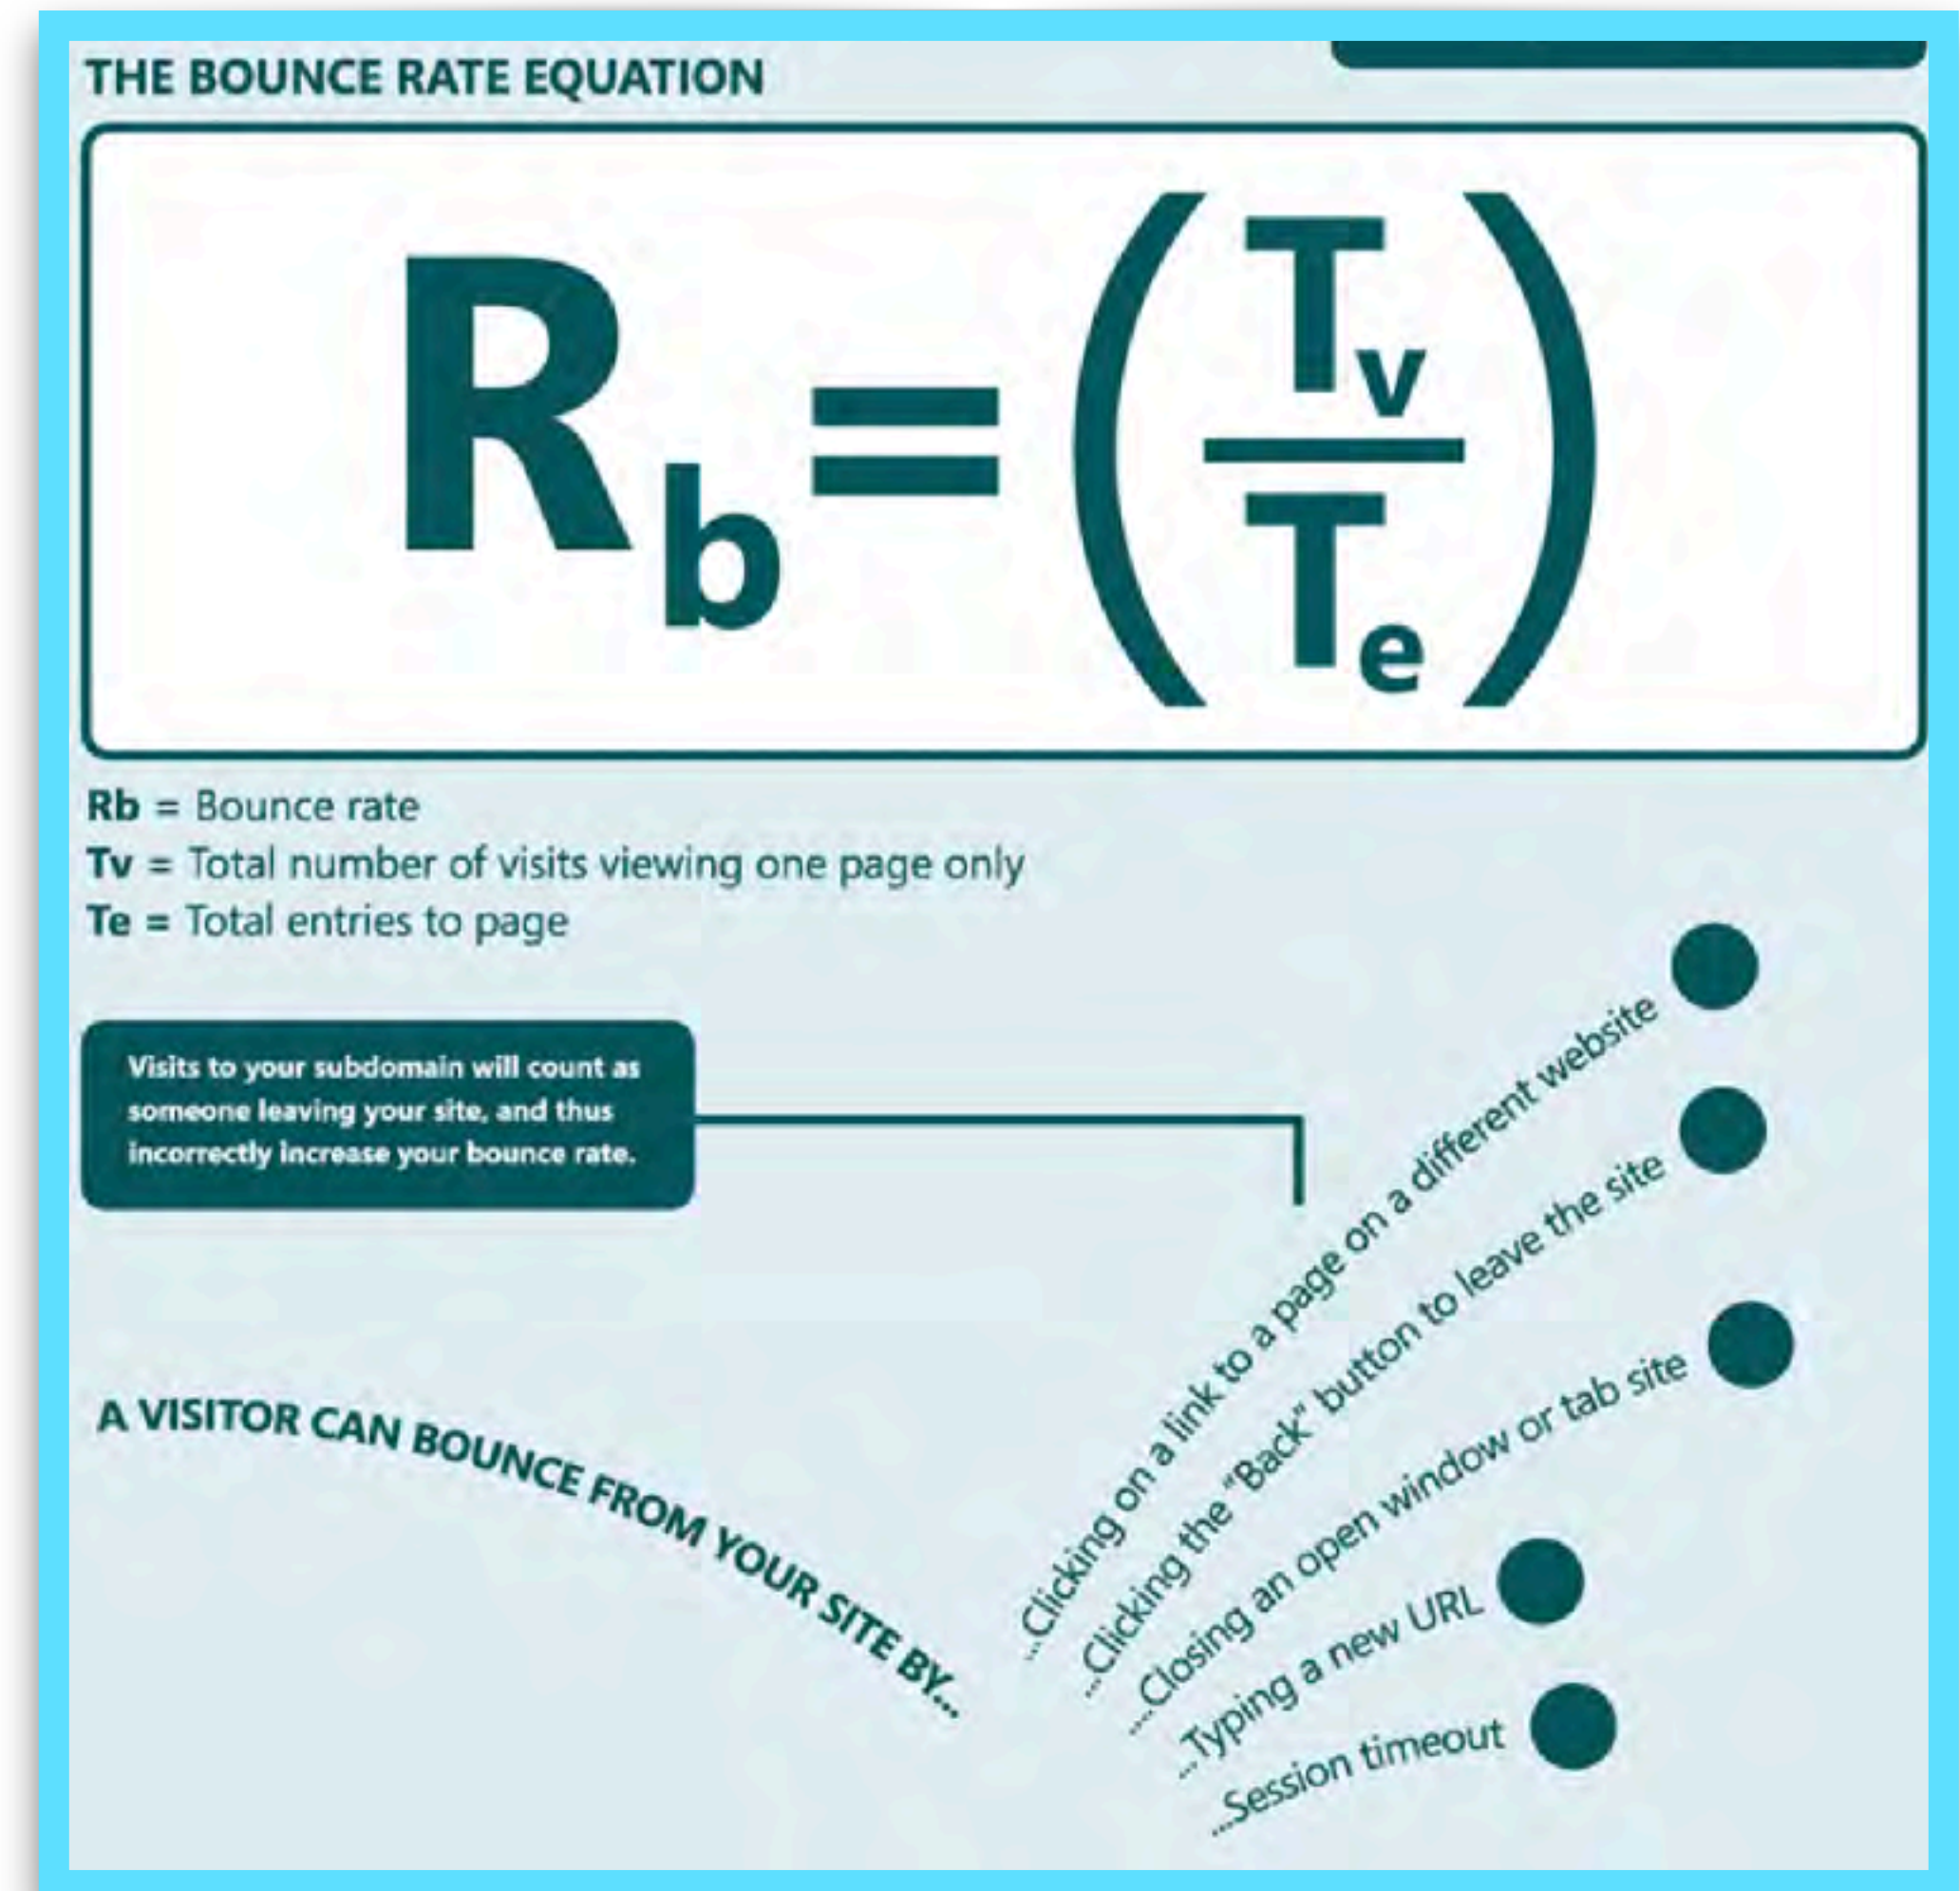 THE BOUNCE RATE EQUATION
Rb = (Tv/Te)
Rb = Bounce rate
Tv = Total number of visits viewing one page only
Te = Total entries to page
Visits to your subdomain will count as
someone leaving your site, and thus
incorrectly increase your bounce rate.
A VISITOR CAN BOUNCE FROM YOUR SITE BY...
...Clicking on a link to a page on a different website
...Clicking the "Back" button to leave the site
....Closing an open window or tab site
...Typing a new URL
...Session timeout